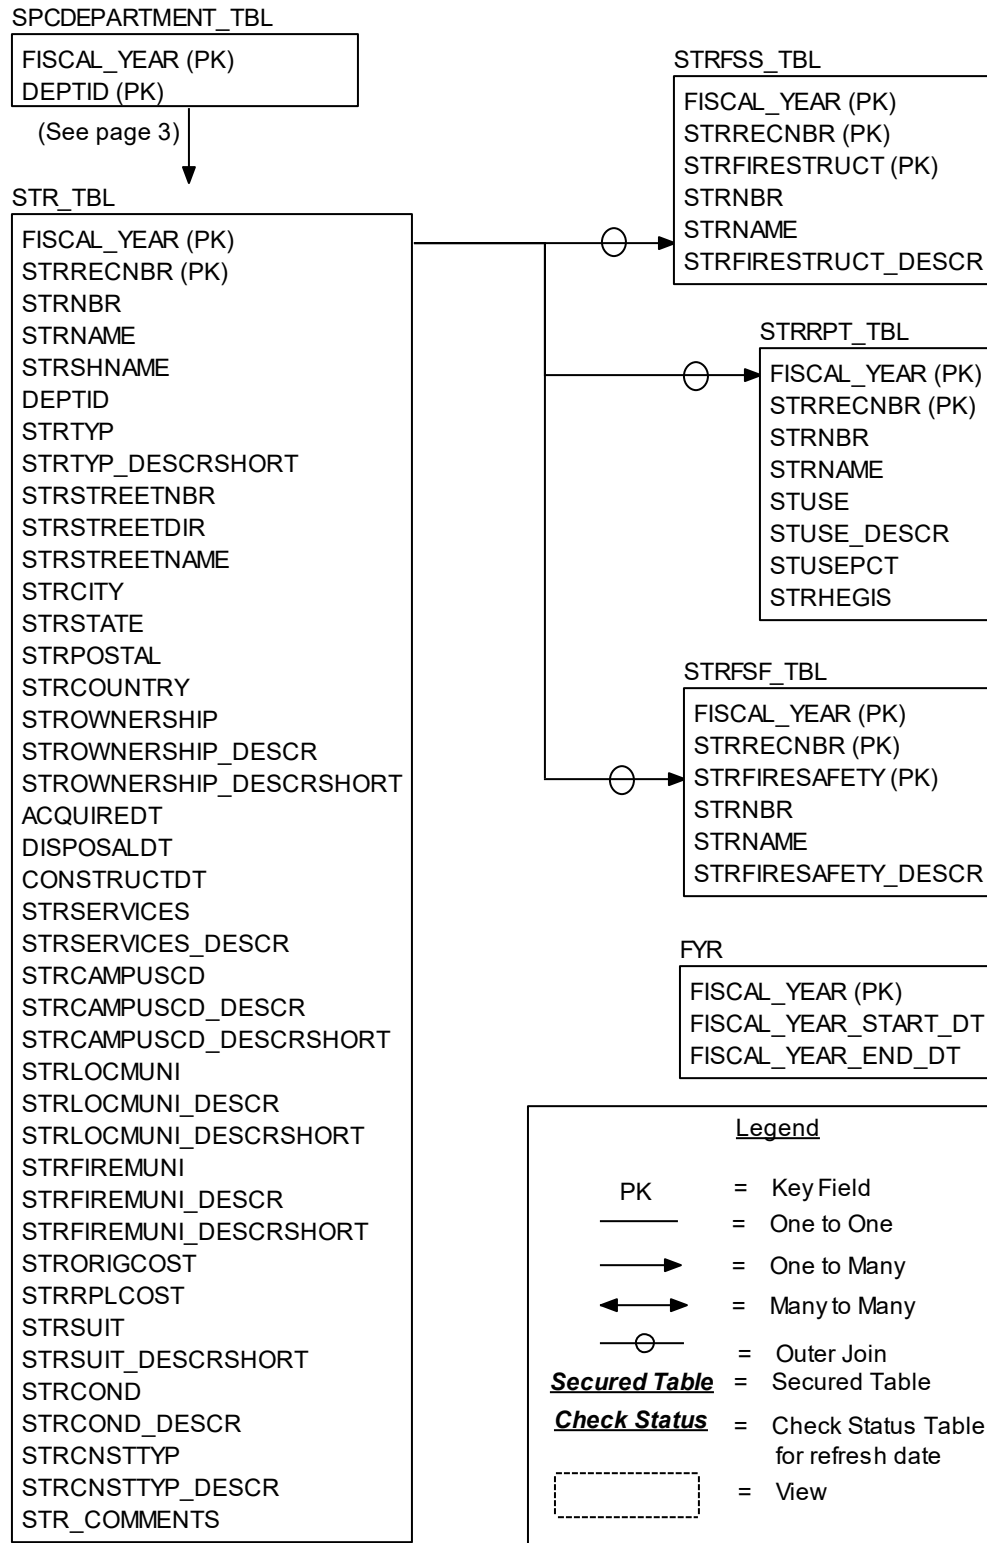 SPCDEPARTMENT_TBL
FISCAL_YEAR (PK)
DEPTID (PK)
(See page 3)
STR_TBL
FISCAL_YEAR (PK)
STRRECNBR (PK)
STRNBR
STRNAME
STRSHNAME
DEPTID
STRTYP
STRTYP_DESCRSHORT
STRSTREETNBR
STRSTREETDIR
STRSTREETNAME
STRCITY
STRSTATE
STRPOSTAL
STRCOUNTRY
STROWNERSHIP
STROWNERSHIP_DESCR
STROWNERSHIP_DESCRSHORT
ACQUIREDT
DISPOSALDT
CONSTRUCTDT
STRSERVICES
STRSERVICES_DESCR
STRCAMPUSCD
STRCAMPUSCD_DESCR
STRCAMPUSCD_DESCRSHORT
STRLOCMUNI
STRLOCMUNI_DESCR
STRLOCMUNI_DESCRSHORT
STRFIREMUNI
STRFIREMUNI_DESCR
STRFIREMUNI_DESCRSHORT
STRORIGCOST
STRRPLCOST
STRSUIT
STRSUIT_DESCRSHORT
STRCOND
STRCOND_DESCR
STRCNSTTYP
STRCNSTTYP_DESCR
STR_COMMENTS
STRFSS_TBL
FISCAL_YEAR (PK)
STRRECNBR (PK)
STRFIRESTRUCT (PK)
STRNBR
STRNAME
STRFIRESTRUCT_DESCR
STRRPT_TBL
FISCAL_YEAR (PK)
STRRECNBR (PK)
STRNBR
STRNAME
STUSE
STUSE_DESCR
STUSEPCT
STRHEGIS
STRFSF_TBL
FISCAL_YEAR (PK)
STRRECNBR (PK)
STRFIRESAFETY (PK)
STRNBR
STRNAME
STRFIRESAFETY_DESCR
FYR
FISCAL_YEAR (PK)
FISCAL_YEAR_START_DT
FISCAL_YEAR_END_DT
Legend
PK = Key Field
= One to One
= One to Many
= Many to Many
= Outer Join
Secured Table = Secured Table
Check Status = Check Status Table
for refresh date
= View